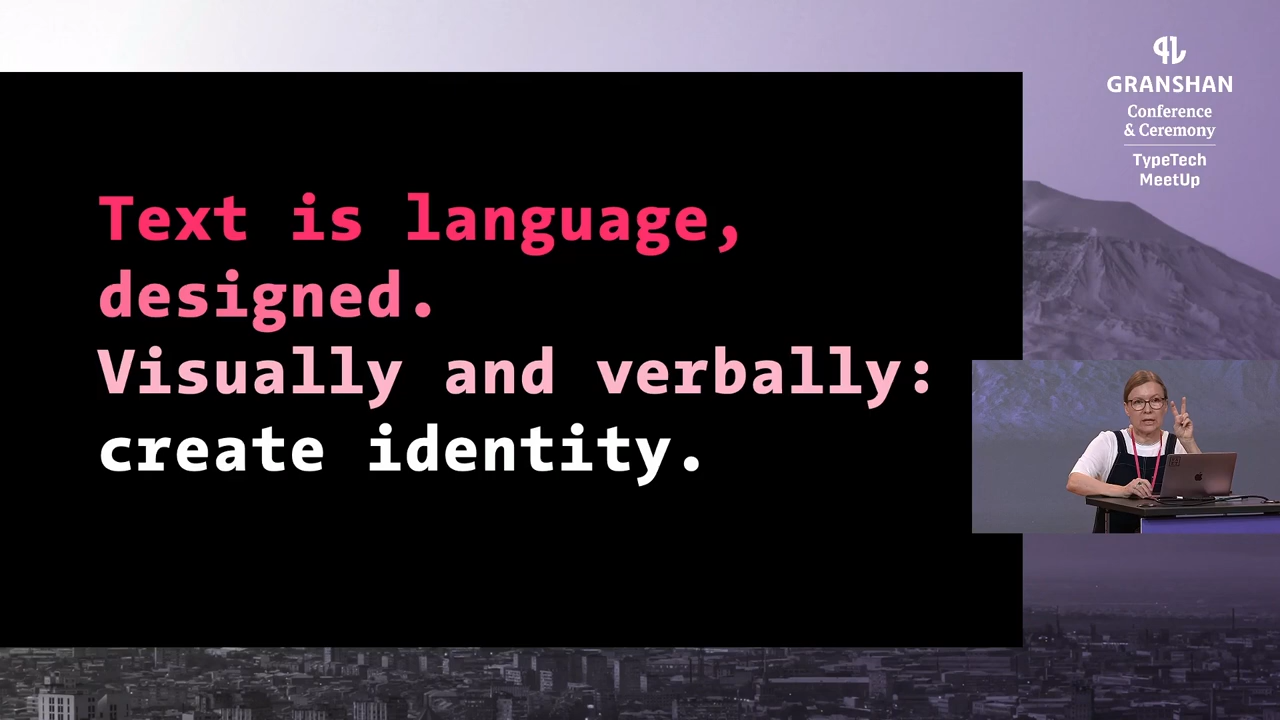 Text is language,
designed.
Visually and verbally:
create identity.
GRANSHAN
Conference
& Ceremony
TypeTech
MeetUp